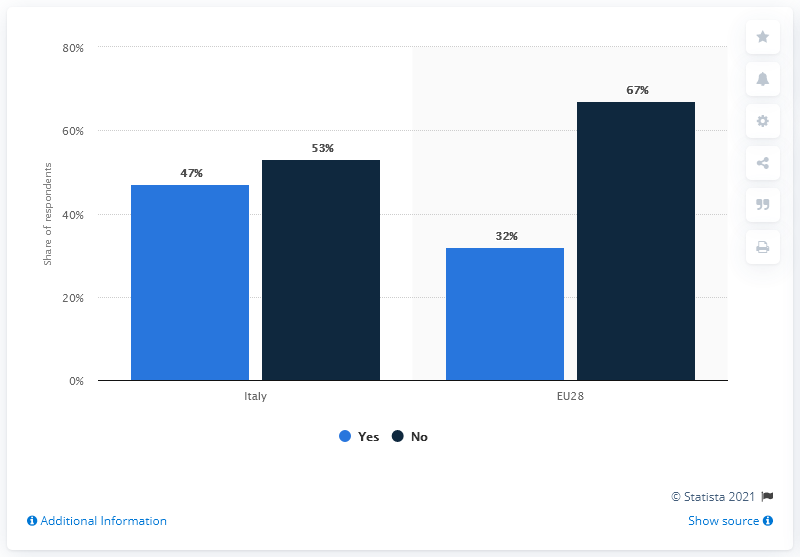 80%
67%
60%
53%
47%
40%
32%
20%
0%
Share of respondents
Italy
EU28
Yes
No
© Statista 2021
Additional Information
Show source